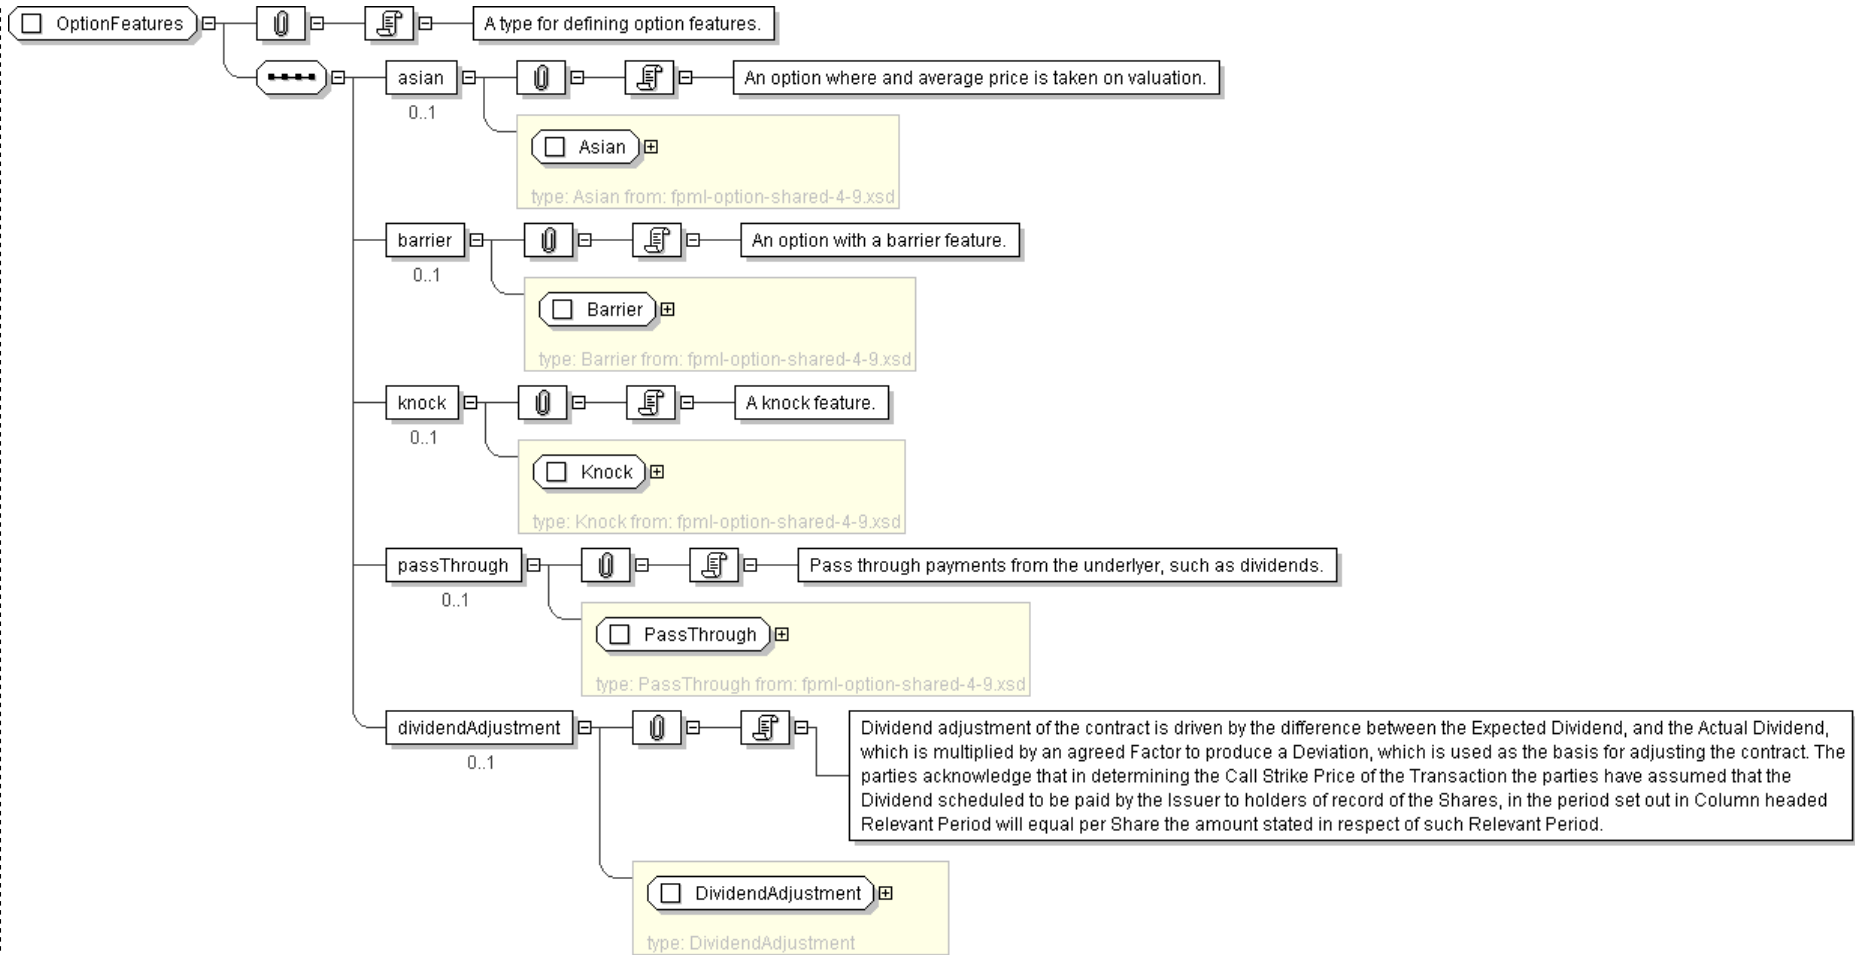 OptionFeatures
A type for defining option features.
asian
An option where and average price is taken on valuation.
0..1
Asian
type: Asian from: fpml-option-shared-4-9.xsd
barrier
An option with a barrier feature.
0..1
Barrier
type: Barrier from: fpml-option-shared-4-9.xsd
knock
A knock feature.
0..1
Knock
type: Knock from: fpml-option-shared-4-9.xsd
passThrough
Pass through payments from the underlyer, such as dividends.
0..1
PassThrough
type: PassThrough from: fpml-option-shared-4-9.xsd
dividendAdjustment
0..1
Dividend adjustment of the contract is driven by the difference between the Expected Dividend, and the Actual Dividend,
which is multiplied by an agreed Factor to produce a Deviation, which is used as the basis for adjusting the contract. The
parties acknowledge that in determining the Call Strike Price of the Transaction the parties have assumed that the
Dividend scheduled to be paid by the Issuer to holders of record of the Shares, in the period set out in Column headed
Relevant Period will equal per Share the amount stated in respect of such Relevant Period.
DividendAdjustment
type: DividendAdjustment